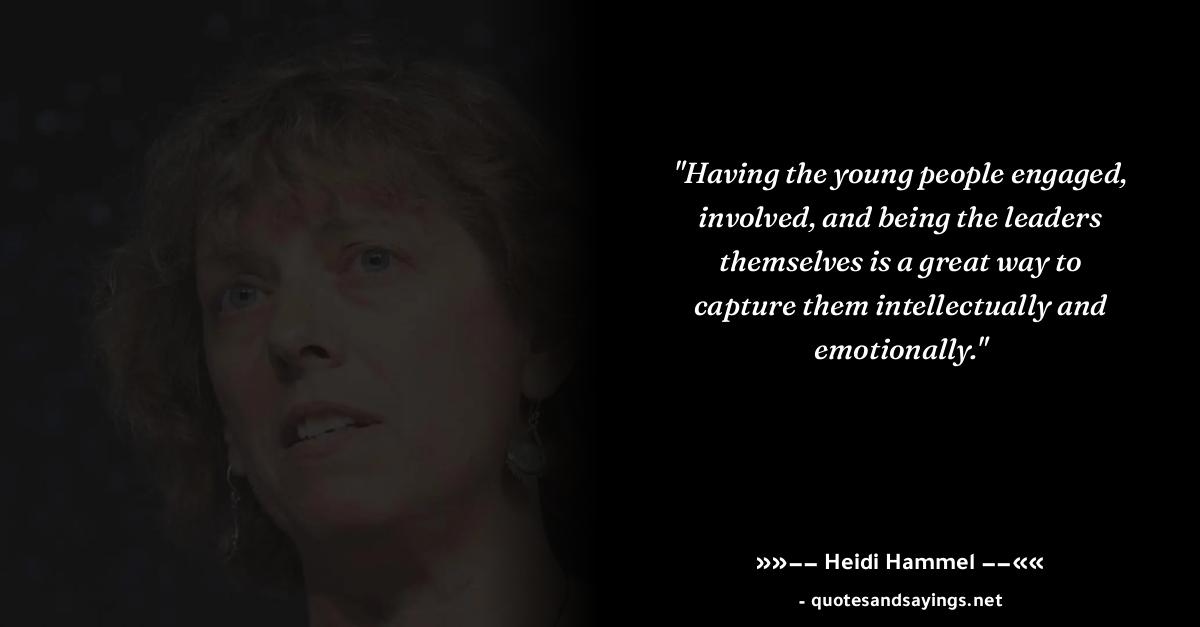 "Having the young people engaged,
involved, and being the leaders
themselves is a great way to
capture them intellectually and
emotionally."
»»–– Heidi Hammel ––««
- quotesandsayings.net